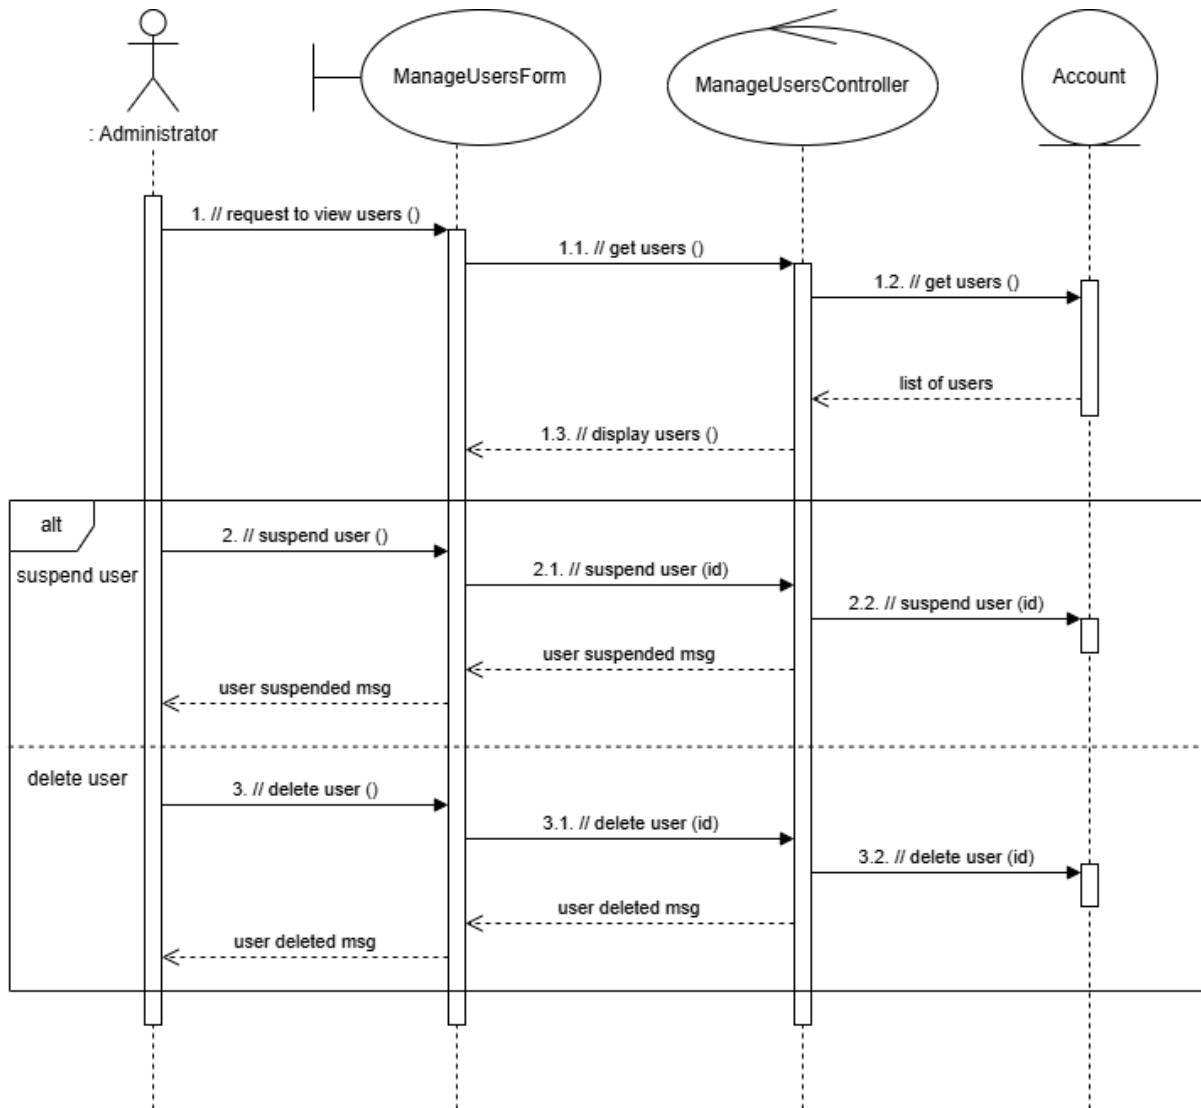 ManageUsersForm
ManageUsersController
Account
: Administrator
1. // request to view users ()
1.1. // get users ()
1.2. // get users ()
list of users
1.3. // display users ()
alt
2. // suspend user ()
suspend user
2.1. // suspend user (id)
2.2. // suspend user (id)
user suspended msg
user suspended msg
delete user
3. // delete user ()
3.1. // delete user (id)
3.2. // delete user (id)
user deleted msg
user deleted msg